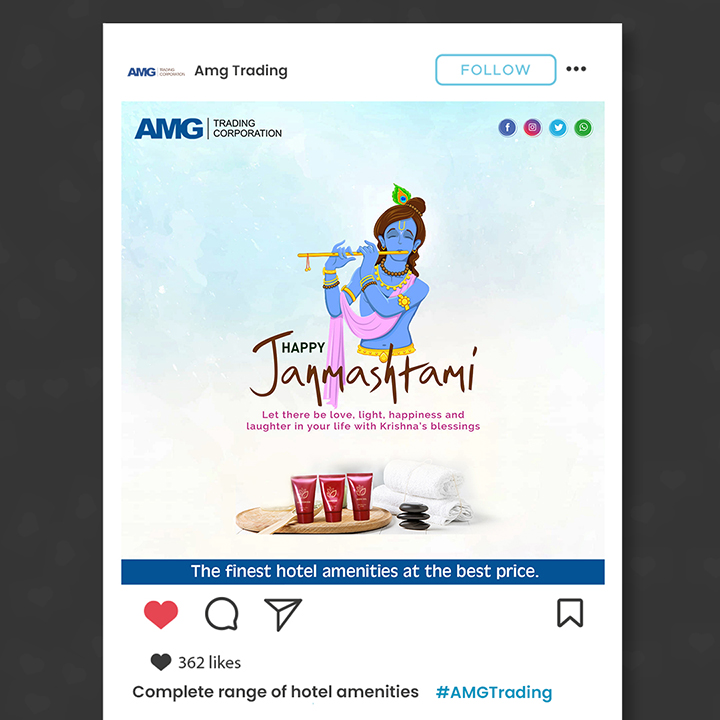 AMG TRADING CORPORATION
Amg Trading
FOLLOW
AMG TRADING
CORPORATION
HAPPY
Janmashtami
Let there be love, light, happiness and
laughter in your life with Krishna's blessings
The finest hotel amenities at the best price.
362 likes
Complete range of hotel amenities #AMGTrading